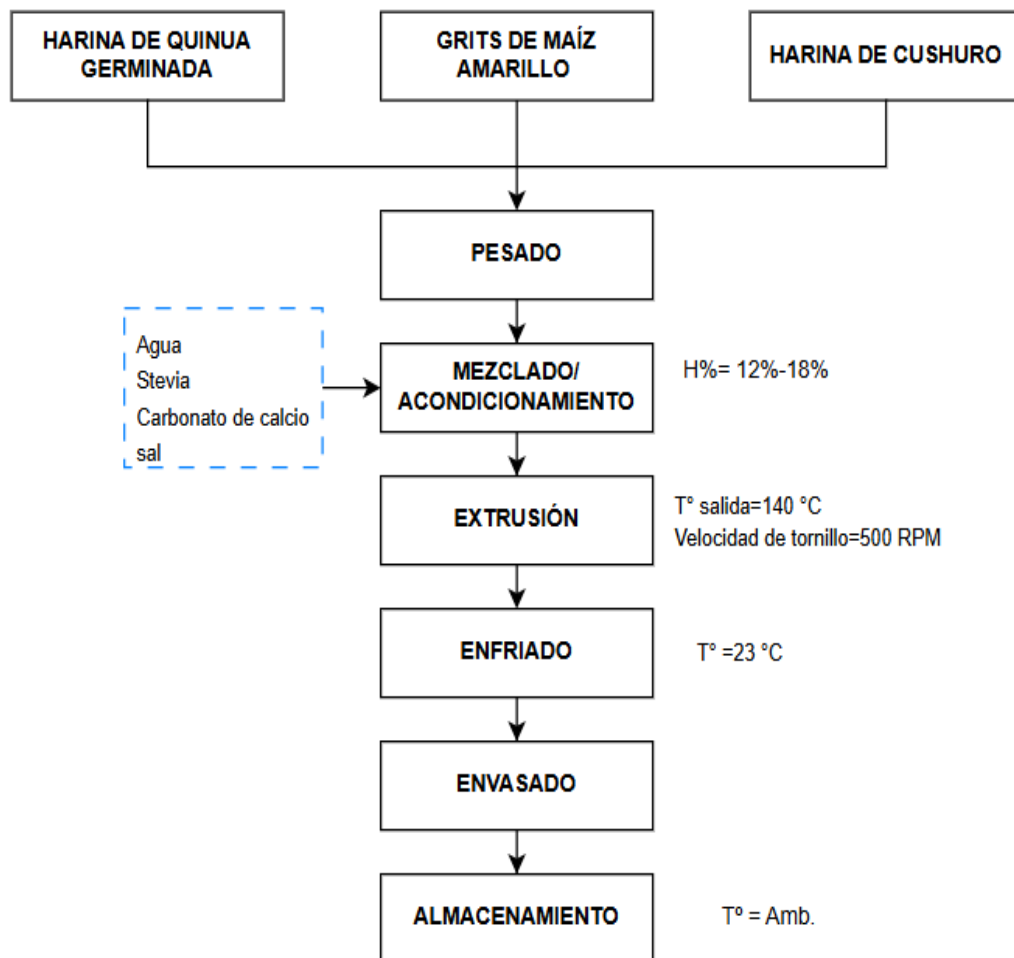 HARINA DE QUINUA
GERMINADA
GRITS DE MAÍZ
AMARILLO
HARINA DE CUSHURO
PESADO
Agua
Stevia
Carbonato de calcio
sal
MEZCLADO/
ACONDICIONAMIENTO
H%= 12%-18%
EXTRUSIÓN
T° salida=140 °C
Velocidad de tornillo=500 RPM
ENFRIADO
T° =23 °C
ENVASADO
ALMACENAMIENTO
Tº = Amb.